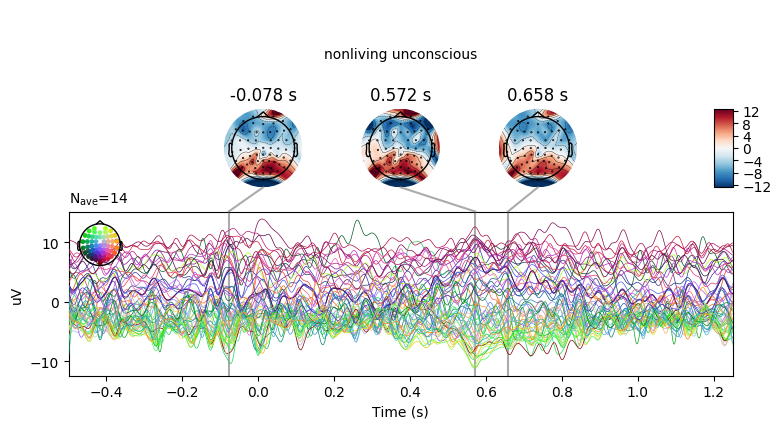 nonliving unconscious
-0.078 s 0.572 s 0.658 s
12
8
4
0
−4
−8
−12
Nave=14
10
0
−10
uV
−0.4 −0.2 0.0 0.2 0.4 0.6 0.8 1.0 1.2
Time (s)